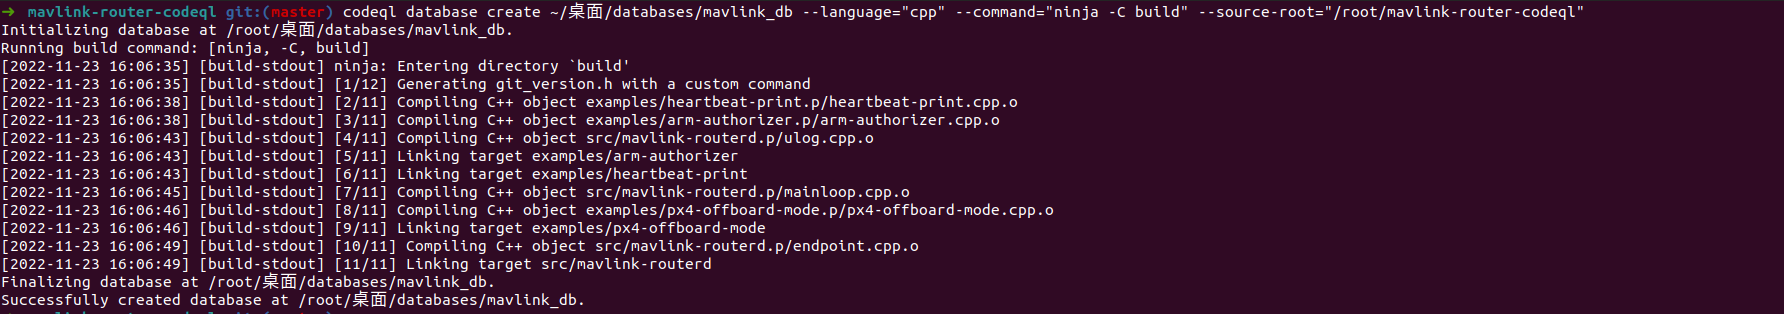 ➜  mavlink-router-codeql git:(master) codeql database create ~/桌面/databases/mavlink_db --language="cpp" --command="ninja -C build" --source-root="/root/mavlink-router-codeql"
Initializing database at /root/桌面/databases/mavlink_db.
Running build command: [ninja, -C, build]
[2022-11-23 16:06:35] [build-stdout] ninja: Entering directory `build'
[2022-11-23 16:06:35] [build-stdout] [1/12] Generating git_version.h with a custom command
[2022-11-23 16:06:38] [build-stdout] [2/11] Compiling C++ object examples/heartbeat-print.p/heartbeat-print.cpp.o
[2022-11-23 16:06:38] [build-stdout] [3/11] Compiling C++ object examples/arm-authorizer.p/arm-authorizer.cpp.o
[2022-11-23 16:06:43] [build-stdout] [4/11] Compiling C++ object src/mavlink-routerd.p/ulog.cpp.o
[2022-11-23 16:06:43] [build-stdout] [5/11] Linking target examples/arm-authorizer
[2022-11-23 16:06:43] [build-stdout] [6/11] Linking target examples/heartbeat-print
[2022-11-23 16:06:45] [build-stdout] [7/11] Compiling C++ object src/mavlink-routerd.p/mainloop.cpp.o
[2022-11-23 16:06:46] [build-stdout] [8/11] Compiling C++ object examples/px4-offboard-mode.p/px4-offboard-mode.cpp.o
[2022-11-23 16:06:46] [build-stdout] [9/11] Linking target examples/px4-offboard-mode
[2022-11-23 16:06:49] [build-stdout] [10/11] Compiling C++ object src/mavlink-routerd.p/endpoint.cpp.o
[2022-11-23 16:06:49] [build-stdout] [11/11] Linking target src/mavlink-routerd
Finalizing database at /root/桌面/databases/mavlink_db.
Successfully created database at /root/桌面/databases/mavlink_db.